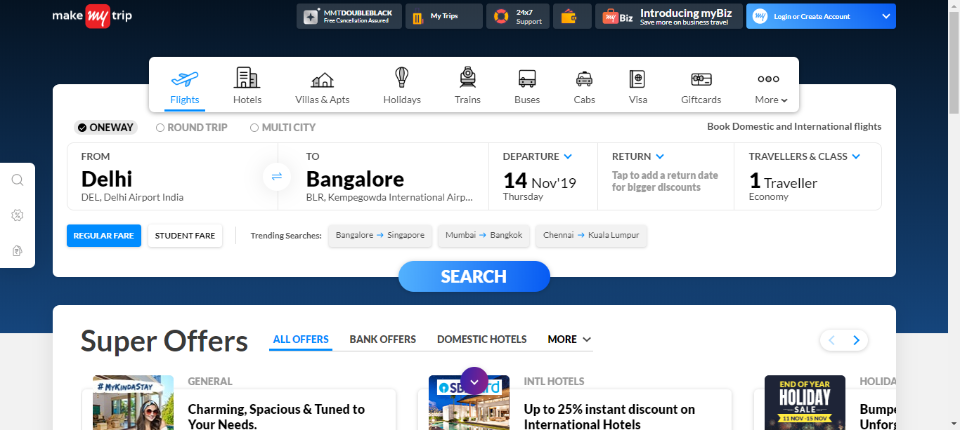 make my trip
MMTDOUBLEBLACK
Free Cancellation Assured
My Trips
24x7
Support
my Biz
Introducing myBiz
Save more on business travel
my
Login or Create Account
Flights
Hotels
Villas & Apts
Holidays
Trains
Buses
Cabs
Visa
Giftcards
More
ONEWAY
ROUND TRIP
MULTI CITY
Book Domestic and International flights
FROM
Delhi
DEL, Delhi Airport India
TO
Bangalore
BLR, Kempegowda International Airp...
DEPARTURE
14 Nov'19
Thursday
RETURN
Tap to add a return date
for bigger discounts
TRAVELLERS & CLASS
1 Traveller
Economy
REGULAR FARE
STUDENT FARE
Trending Searches:
Bangalore → Singapore
Mumbai → Bangkok
Chennai → Kuala Lumpur
SEARCH
Super Offers
ALL OFFERS
BANK OFFERS
DOMESTIC HOTELS
MORE
#MYKINDASTAY
GENERAL
Charming, Spacious & Tuned to
Your Needs.
INTL HOTELS
Up to 25% instant discount on
International Hotels
END OF YEAR
HOLIDAY
SALE
11 NOV -15 NOV